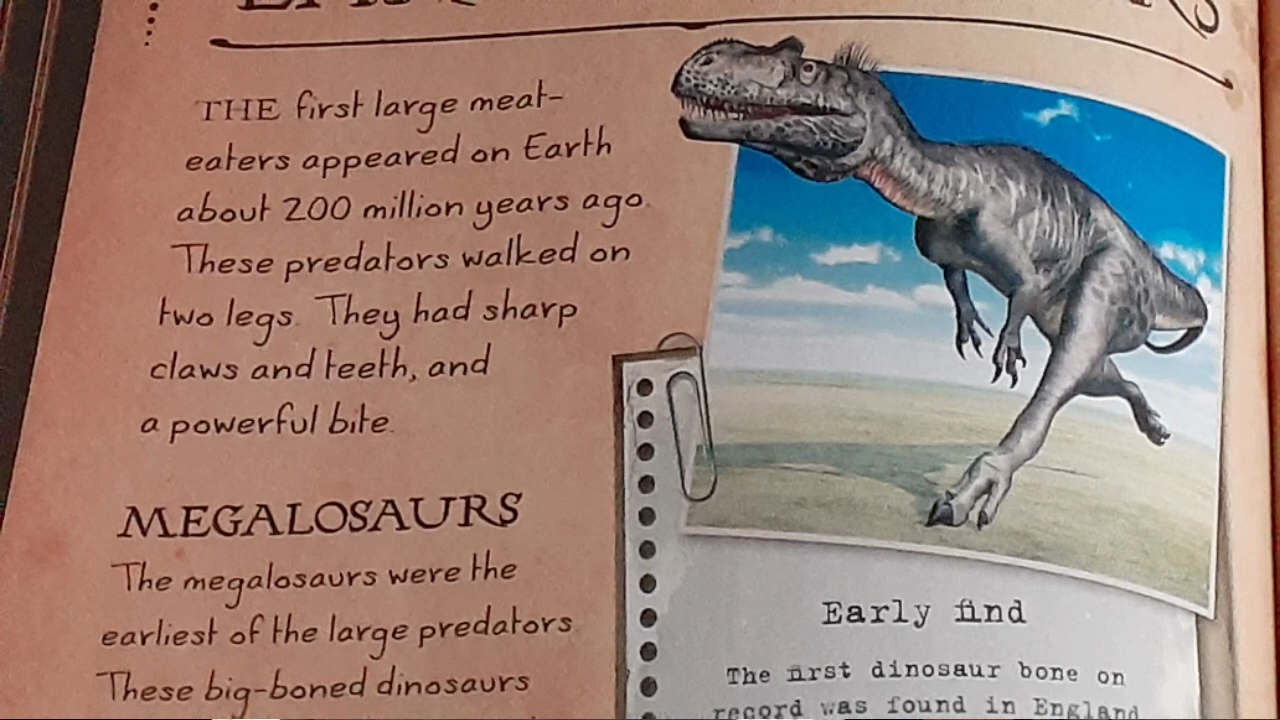 THE first large meat-
eaters appeared on Earth
about 200 million years ago.
These predators walked on
two legs. They had sharp
claws and teeth, and
a powerful bite.
MEGALOSAURS
The megalosaurs were the
earliest of the large predators
These big-boned dinosaurs
Early find
The first dinosaur bone on
record was found in England